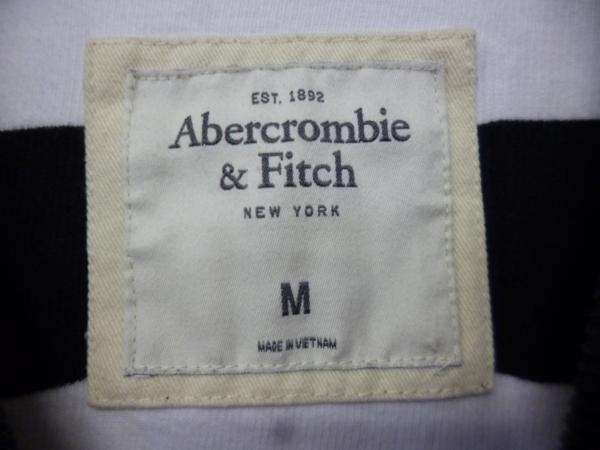 EST. 1892
Abercrombie
& Fitch
NEW YORK
M
MADE IN VIETNAM